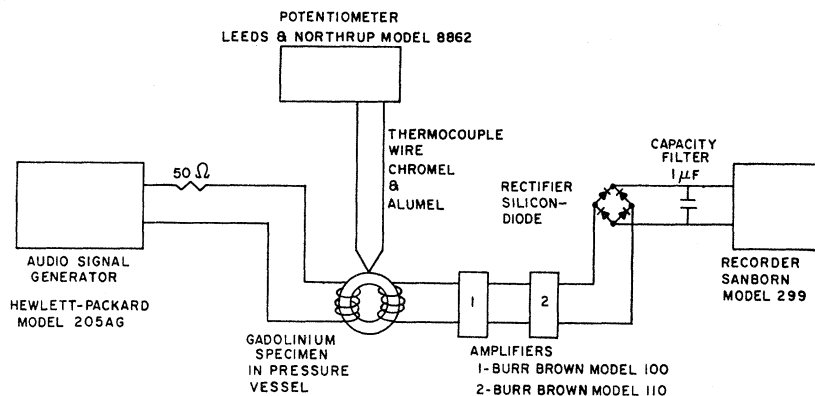 POTENTIOMETER
LEEDS & NORTHRUP MODEL 8862
THERMOCOUPLE
WIRE
CHROMEL
&
ALUMEL
50 Ω
AUDIO SIGNAL
GENERATOR
HEWLETT-PACKARD
MODEL 205AG
GADOLINIUM
SPECIMEN
IN PRESSURE
VESSEL
1
2
AMPLIFIERS
1-BURR BROWN MODEL 100
2-BURR BROWN MODEL 110
RECTIFIER
SILICON-
DIODE
CAPACITY
FILTER
1 μF
RECORDER
SANBORN
MODEL 299